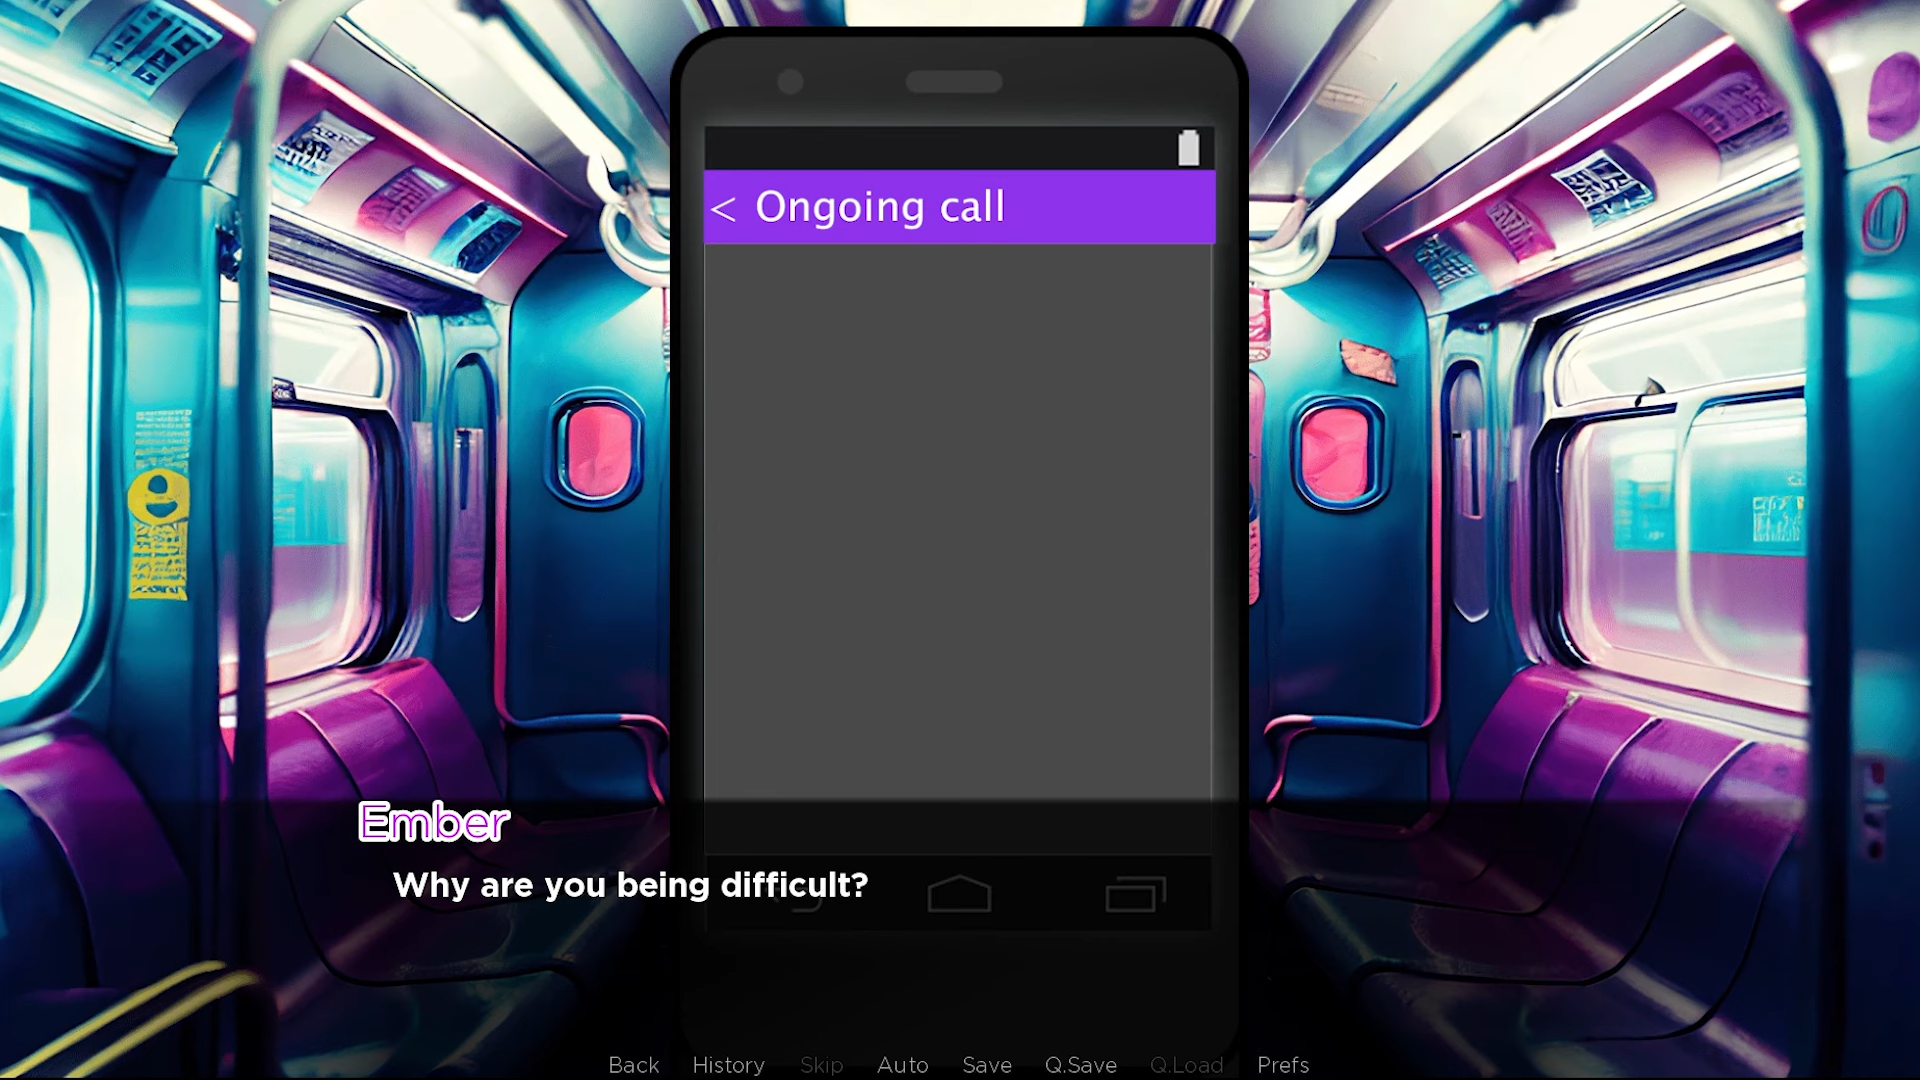 < Ongoing call
Ember
Why are you being difficult?
Back History Skip Auto Save Q.Save Q.Load Prefs